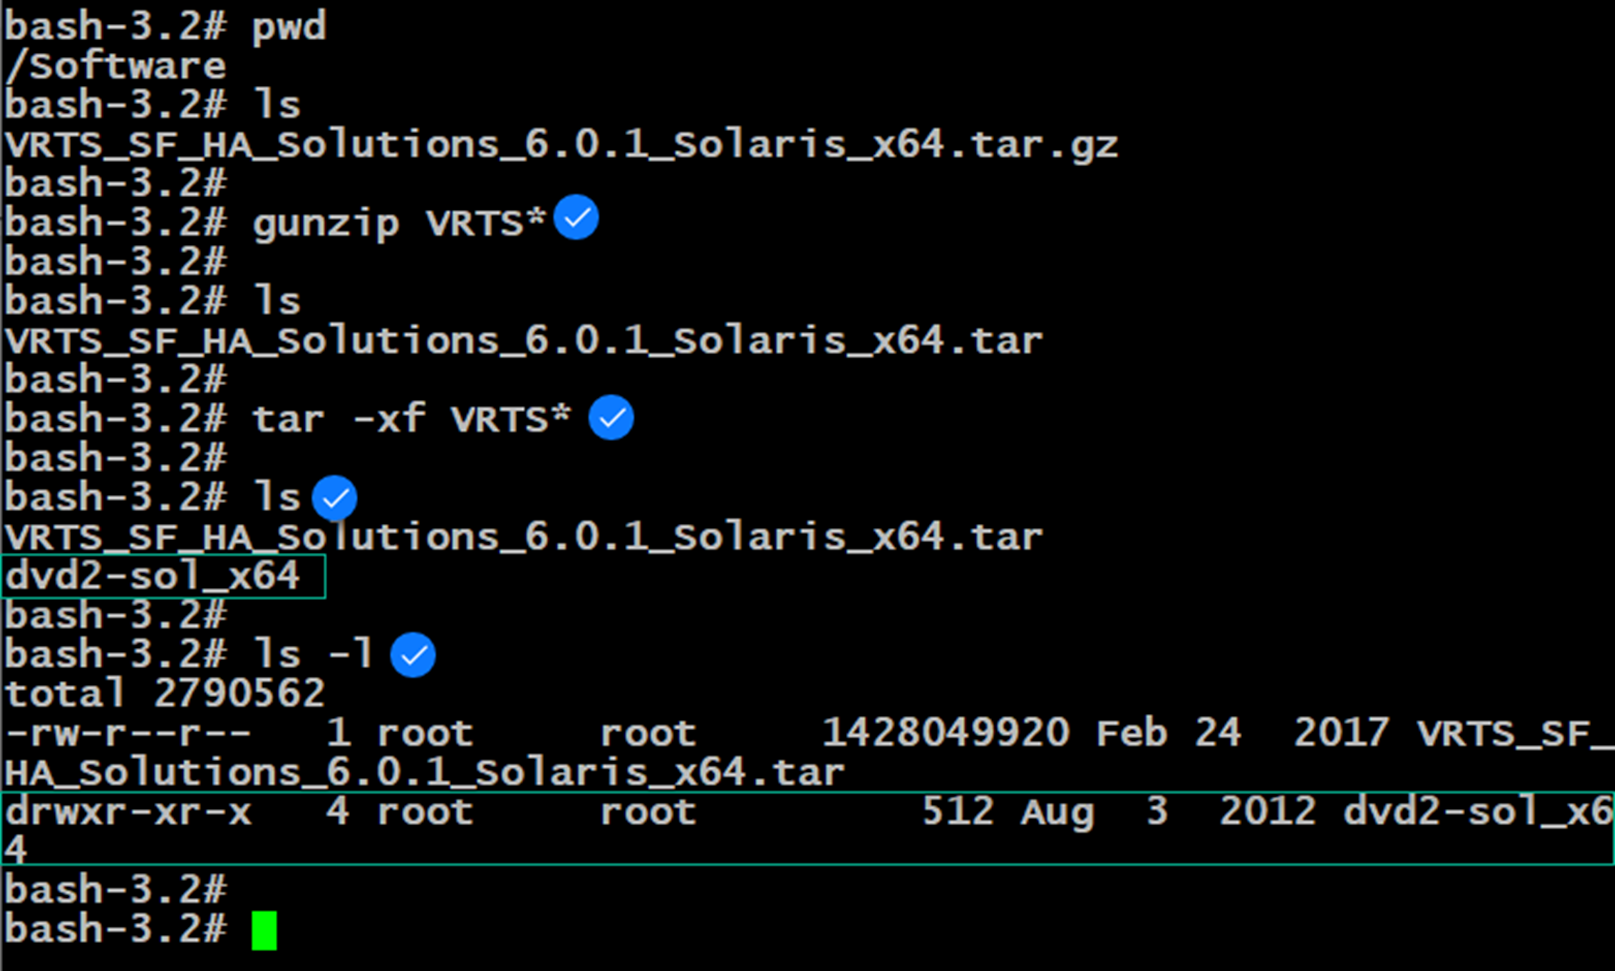 bash-3.2# pwd
/Software
bash-3.2# ls
VRTS_SF_HA_Solutions_6.0.1_Solaris_x64.tar.gz
bash-3.2#
bash-3.2# gunzip VRTS*
bash-3.2#
bash-3.2# ls
VRTS_SF_HA_Solutions_6.0.1_Solaris_x64.tar
bash-3.2#
bash-3.2# tar -xf VRTS*
bash-3.2#
bash-3.2# ls
VRTS_SF_HA_Solutions_6.0.1_Solaris_x64.tar
dvd2-sol_x64
bash-3.2#
bash-3.2# ls -l
total 2790562
-rw-r--r--   1 root     root     1428049920 Feb 24  2017 VRTS_SF_
HA_Solutions_6.0.1_Solaris_x64.tar
drwxr-xr-x   4 root     root         512 Aug  3  2012 dvd2-sol_x6
4
bash-3.2#
bash-3.2#